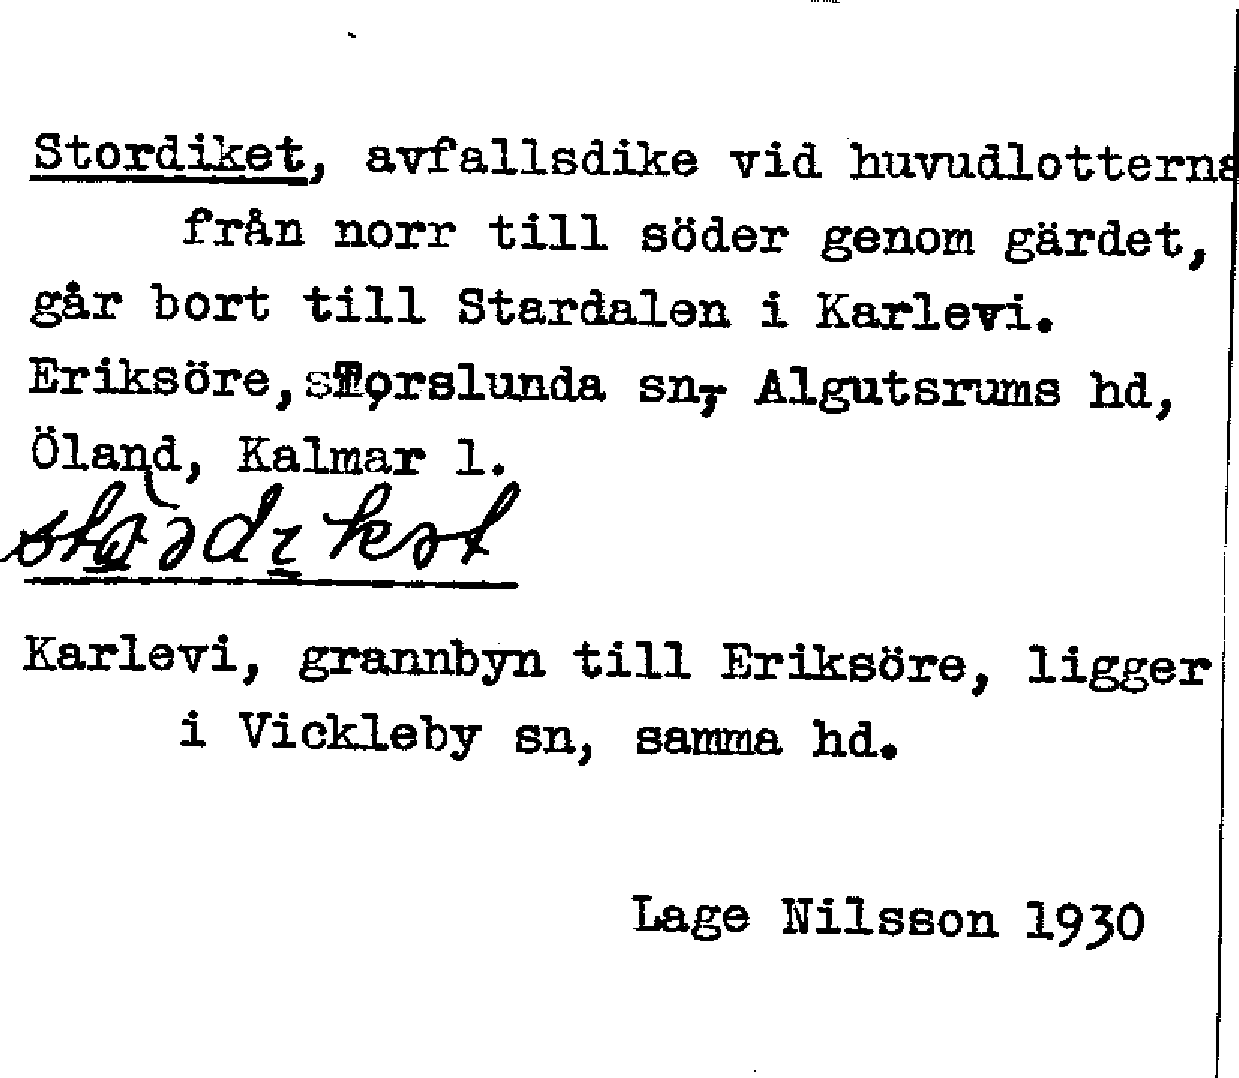 Stordiket, avfallsdike vid huvudlotterna
från norr till söder genom gärdet,
går bort till Stardalen i Karlevi.
Eriksöre, Torslunda sn, Algutsrums hd,
Öland, Kalmar l.
Karlevi, grannbyn till Eriksöre, ligger
i Vickleby sn, samma hd.
Lage Nilsson 1930